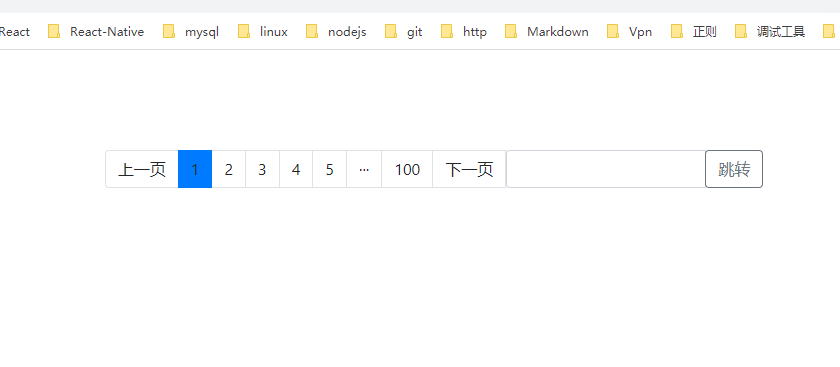 React React-Native mysql linux nodejs git http Markdown Vpn 正则 调试工具
上一页 1 2 3 4 5 ··· 100 下一页 跳转